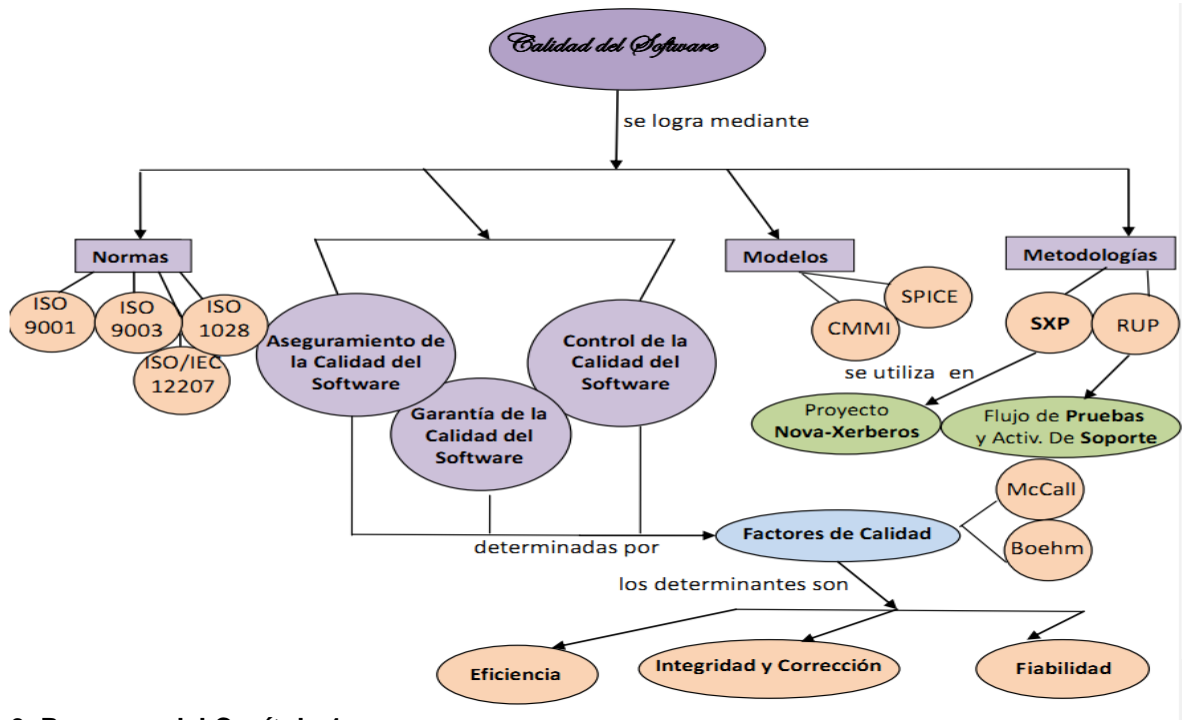 Calidad del Software
se logra mediante
Normas
Modelos
Metodologías
ISO
9001
ISO
9003
ISO
1028
ISO/IEC
12207
Aseguramiento de
la Calidad del
Software
Garantía de la
Calidad del
Software
Control de la
Calidad del
Software
CMMI
SPICE
SXP
RUP
se utiliza en
Proyecto
Nova-Xerberos
Flujo de Pruebas
y Activ. De Soporte
McCall
Boehm
Factores de Calidad
determinadas por
los determinantes son
Eficiencia
Integridad y Corrección
Fiabilidad